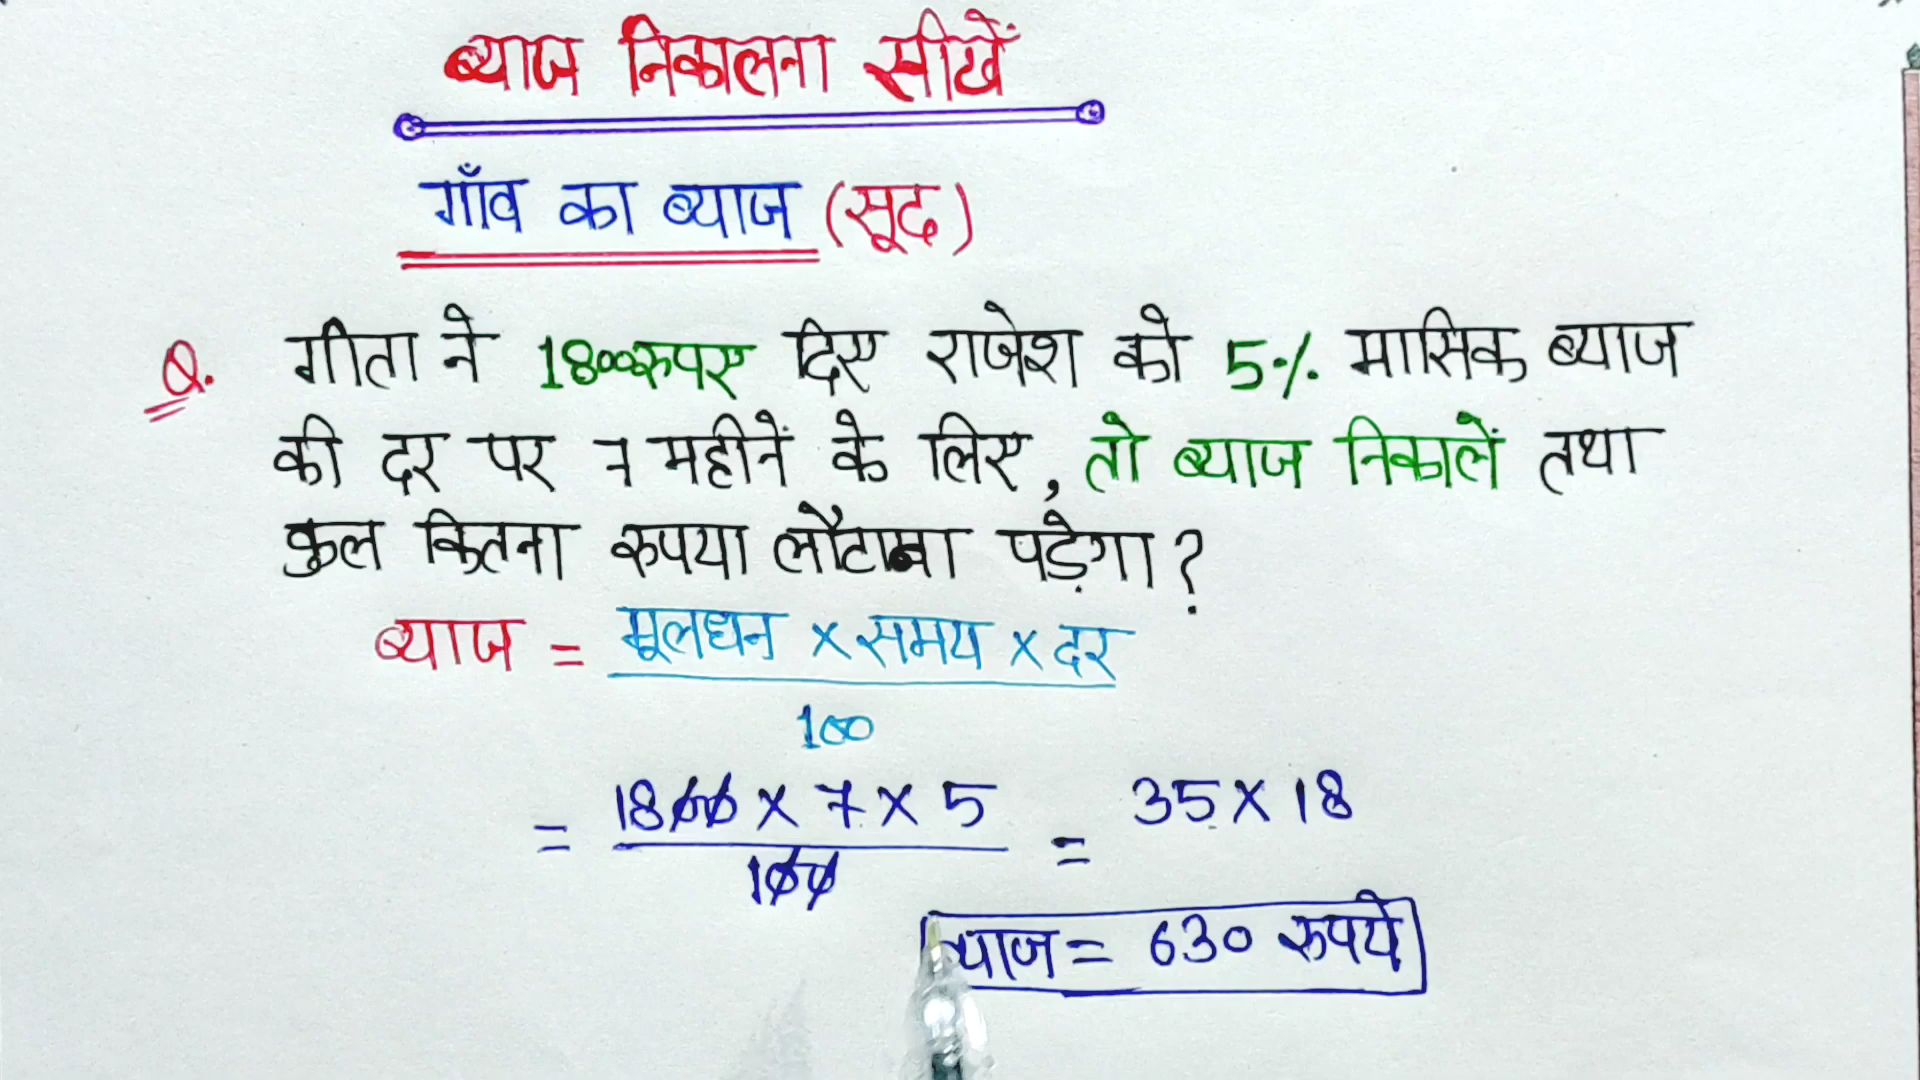 ब्याज निकालना सीखें
गाँव का ब्याज (सूद)
Q. गीता ने 1800रुपए दिए राजेश को 5% मासिक ब्याज
की दर पर 7 महीनें के लिए, तो ब्याज निकालें तथा
कुल कितना रुपया लौटाना पड़ेगा?
ब्याज = मूलधन × समय × दर
100
= 1800 × 7 × 5 = 35 × 18
100
ब्याज = 630 रुपये